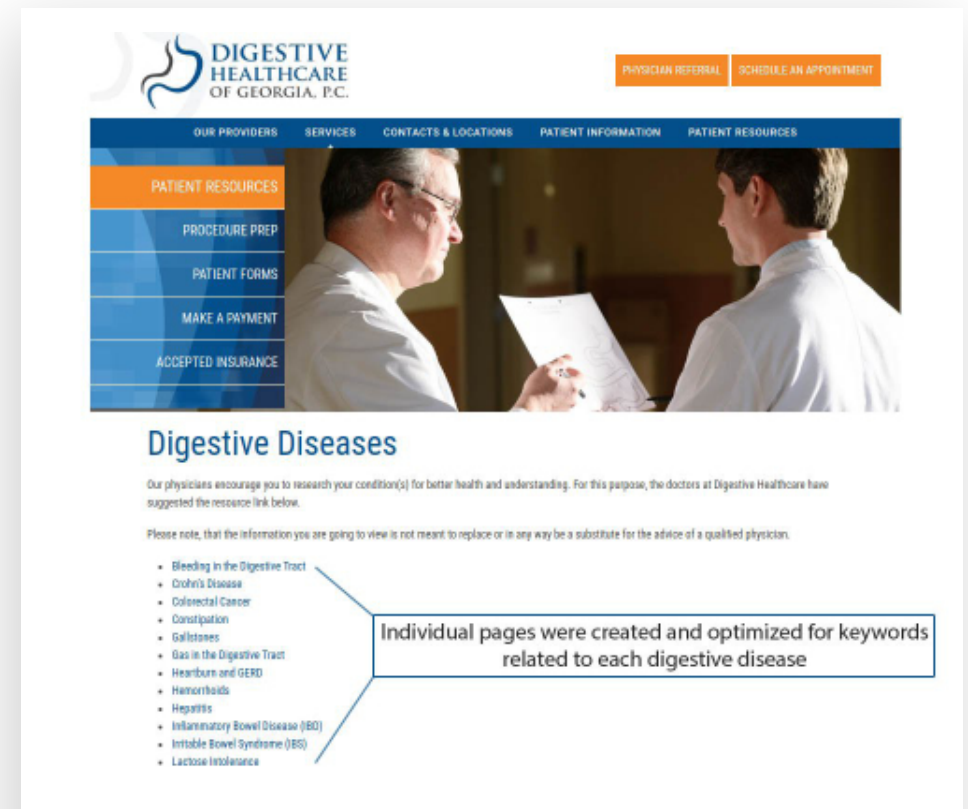 DIGESTIVE
HEALTHCARE
OF GEORGIA, P.C.
PHYSICIAN REFERRAL
SCHEDULE AN APPOINTMENT
OUR PROVIDERS SERVICES CONTACTS & LOCATIONS PATIENT INFORMATION PATIENT RESOURCES
PATIENT RESOURCES
PROCEDURE PREP
PATIENT FORMS
MAKE A PAYMENT
ACCEPTED INSURANCE
Digestive Diseases
Our physicians encourage you to research your condition(s) for better health and understanding. For this purpose, the doctors at Digestive Healthcare have
suggested the resource link below.
Please note, that the information you are going to view is not meant to replace or in any way be a substitute for the advice of a qualified physician.
• Bleeding in the Digestive Tract
• Crohn's Disease
• Colorectal Cancer
• Constipation
• Gallstones
• Gas in the Digestive Tract
• Heartburn and GERD
• Hemorrhoids
• Hepatitis
• Inflammatory Bowel Disease (IBD)
• Irritable Bowel Syndrome (IBS)
• Lactose Intolerance
Individual pages were created and optimized for keywords
related to each digestive disease